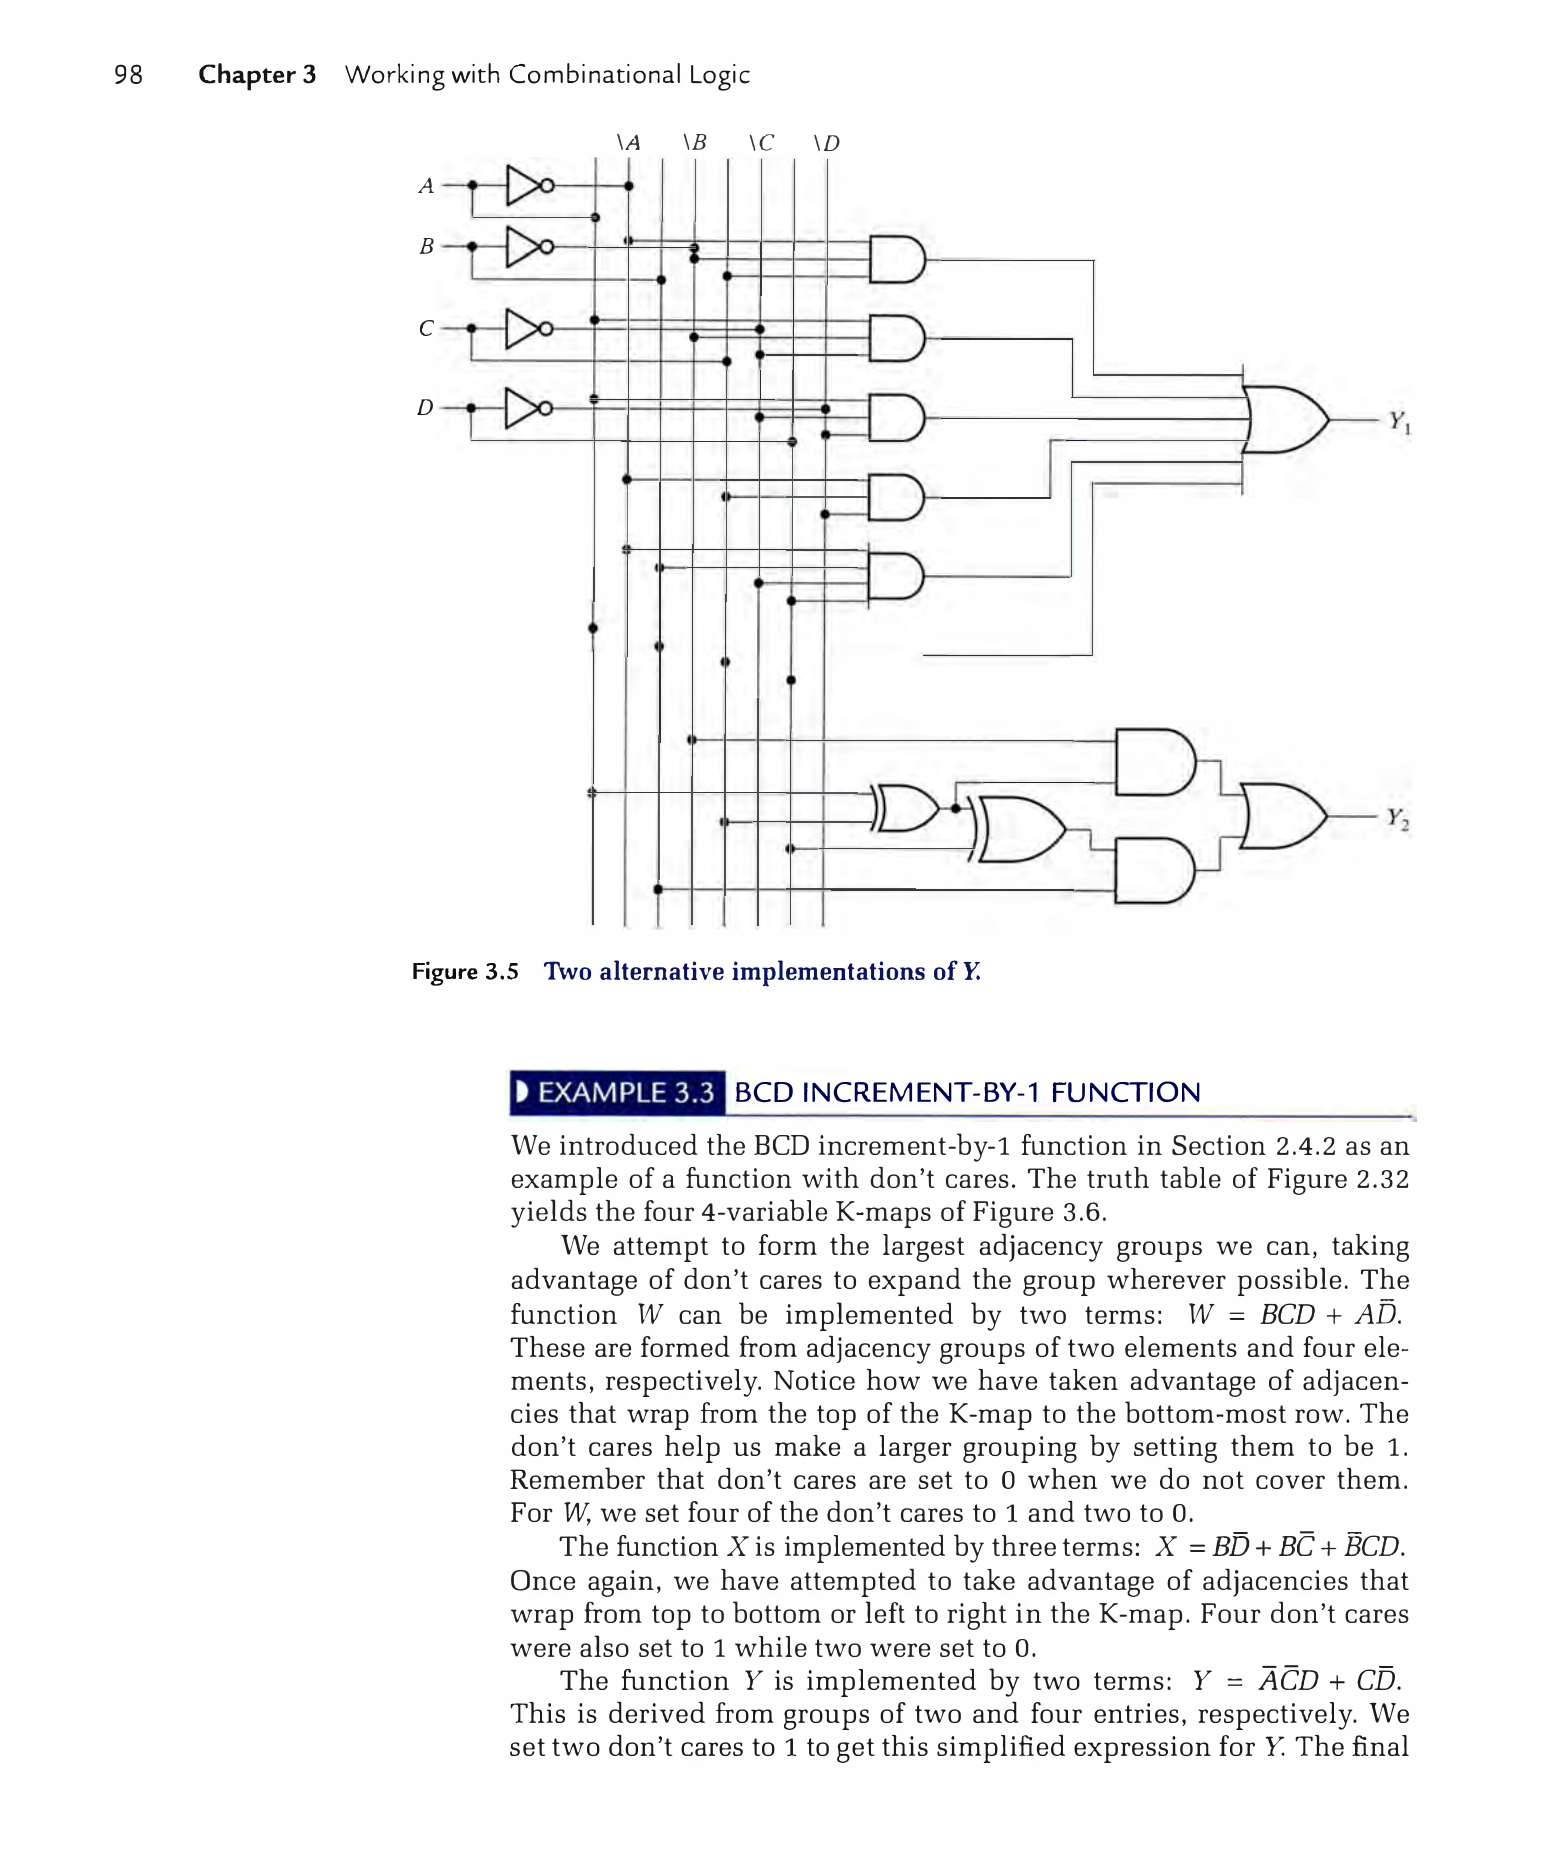 98 Chapter 3 Working with Combinational Logic
\A \B \C \D
A
B
C
D
Y₁
Y₂
Figure 3.5 Two alternative implementations of Y.
EXAMPLE 3.3 BCD INCREMENT-BY-1 FUNCTION
We introduced the BCD increment-by-1 function in Section 2.4.2 as an
example of a function with don't cares. The truth table of Figure 2.32
yields the four 4-variable K-maps of Figure 3.6.
We attempt to form the largest adjacency groups we can, taking
advantage of don't cares to expand the group wherever possible. The
function W can be implemented by two terms: W = BCD + AD̄.
These are formed from adjacency groups of two elements and four ele-
ments, respectively. Notice how we have taken advantage of adjacen-
cies that wrap from the top of the K-map to the bottom-most row. The
don't cares help us make a larger grouping by setting them to be 1.
Remember that don't cares are set to 0 when we do not cover them.
For W, we set four of the don't cares to 1 and two to 0.
The function X is implemented by three terms: X = BD̄ + BC̄ + B̄CD.
Once again, we have attempted to take advantage of adjacencies that
wrap from top to bottom or left to right in the K-map. Four don't cares
were also set to 1 while two were set to 0.
The function Y is implemented by two terms: Y = ĀC̄D + CD̄.
This is derived from groups of two and four entries, respectively. We
set two don't cares to 1 to get this simplified expression for Y. The final